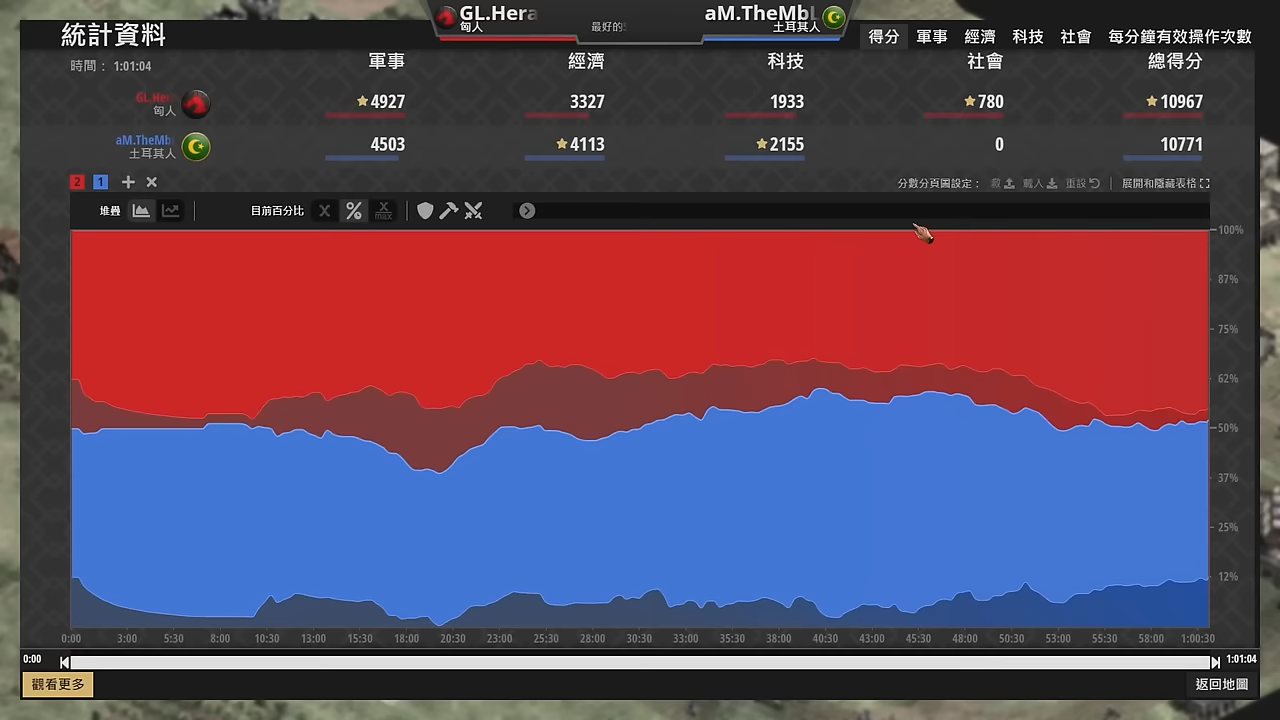 GL.Hera
匈人
最好的
aM.TheMbL
土耳其人
統計資料
得分 軍事 經濟 科技 社會 每分鐘有效操作次數
時間： 1:01:04
軍事 經濟 科技 社會 總得分
GL.Her
匈人
4927 3327 1933 780 10967
aM.TheMb
土耳其人
4503 4113 2155 0 10771
2 1
分數分頁圖設定： 載入 重設 展開和隱藏表格
堆疊 目前百分比 X % X max
100%
87%
75%
62%
50%
37%
25%
12%
0:00 3:00 5:30 8:00 10:30 13:00 15:30 18:00 20:30 23:00 25:30 28:00 30:30 33:00 35:30 38:00 40:30 43:00 45:30 48:00 50:30 53:00 55:30 58:00 1:00:30
0:00 1:01:04
觀看更多 返回地圖